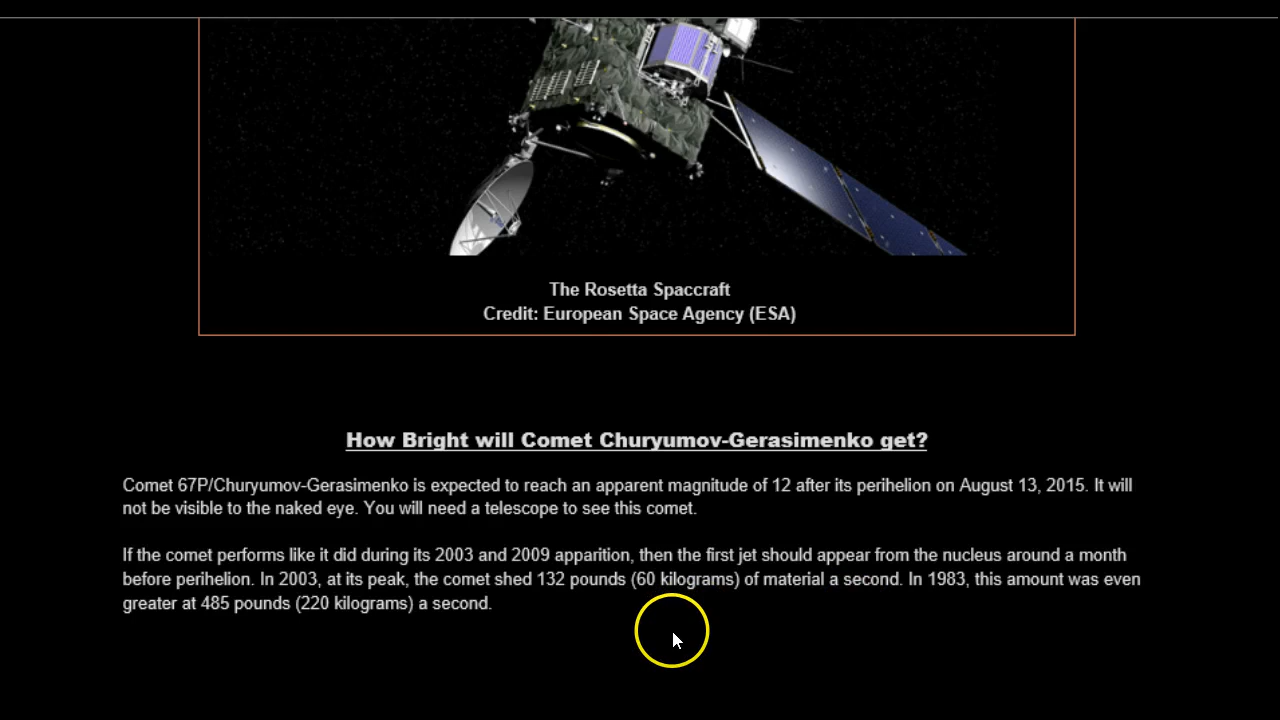 The Rosetta Spaccraft
Credit: European Space Agency (ESA)
How Bright will Comet Churyumov-Gerasimenko get?
Comet 67P/Churyumov-Gerasimenko is expected to reach an apparent magnitude of 12 after its perihelion on August 13, 2015. It will
not be visible to the naked eye. You will need a telescope to see this comet.
If the comet performs like it did during its 2003 and 2009 apparition, then the first jet should appear from the nucleus around a month
before perihelion. In 2003, at its peak, the comet shed 132 pounds (60 kilograms) of material a second. In 1983, this amount was even
greater at 485 pounds (220 kilograms) a second.